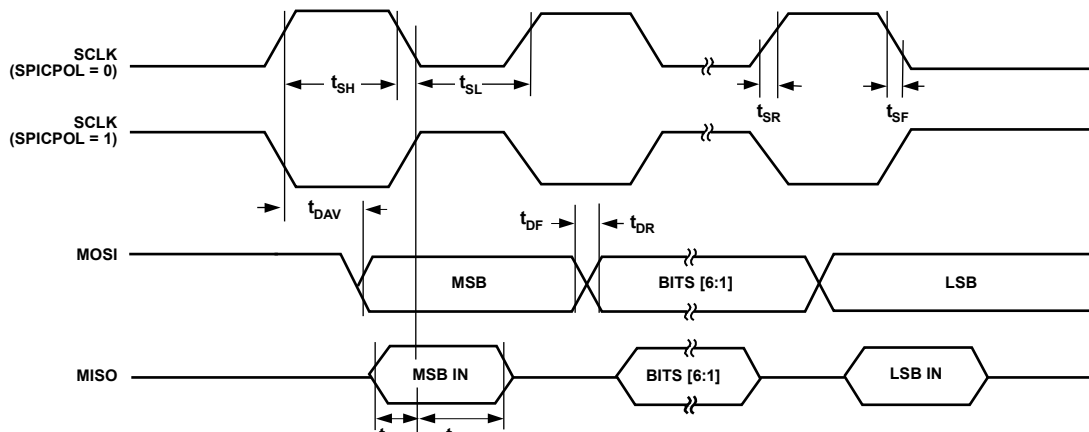 SCLK
(SPICPOL = 0)
tSH
tSL
tSR
tSF
SCLK
(SPICPOL = 1)
tDAV
tDF
tDR
MOSI
MSB
BITS [6:1]
LSB
MISO
MSB IN
BITS [6:1]
LSB IN